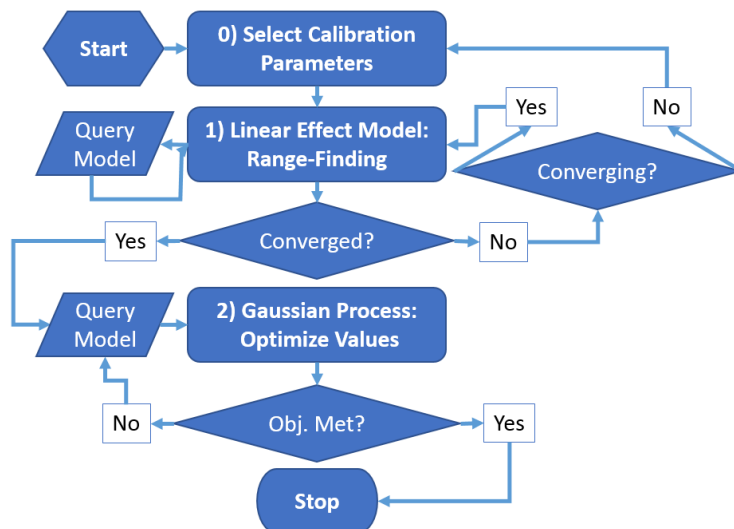 Start
0) Select Calibration
Parameters
Query
Model
1) Linear Effect Model:
Range-Finding
Yes
No
Converging?
Yes
Converged?
No
Query
Model
2) Gaussian Process:
Optimize Values
No
Obj. Met?
Yes
Stop